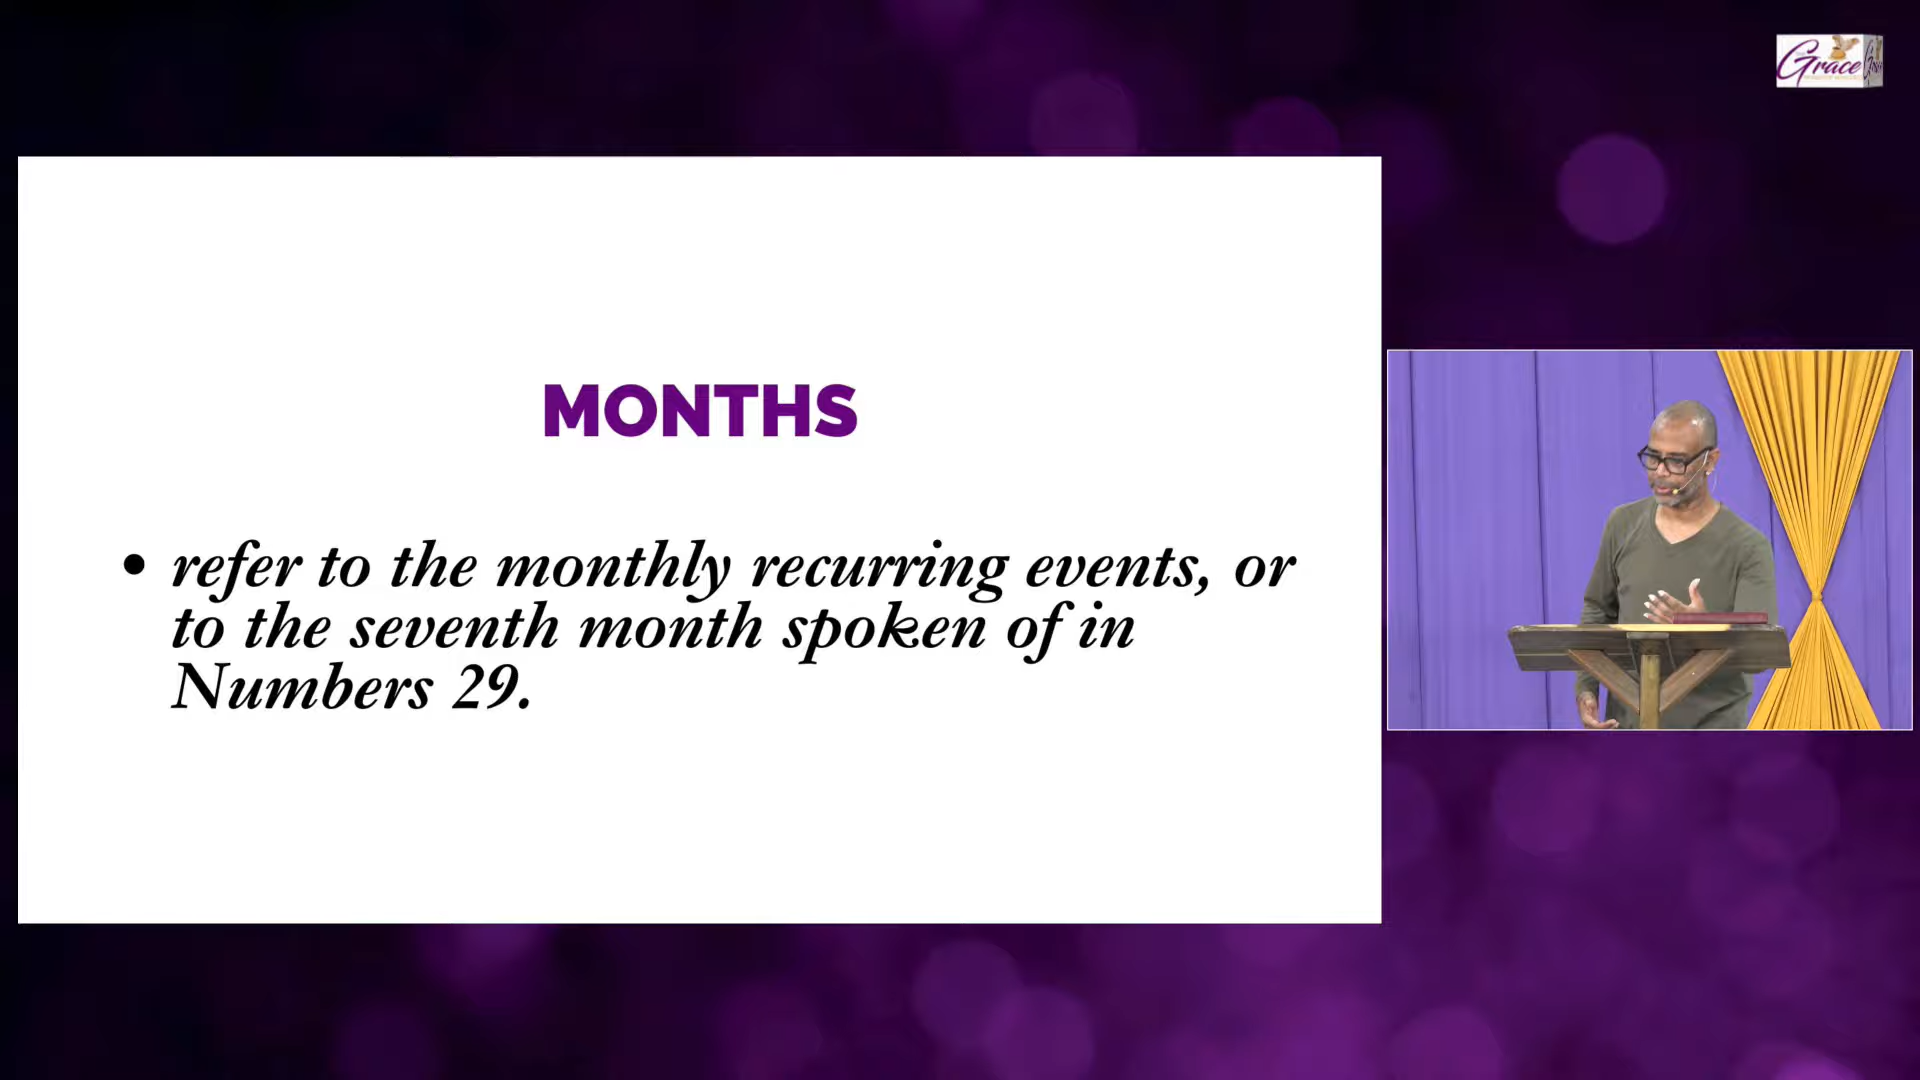 Grace
MONTHS
• refer to the monthly recurring events, or
to the seventh month spoken of in
Numbers 29.